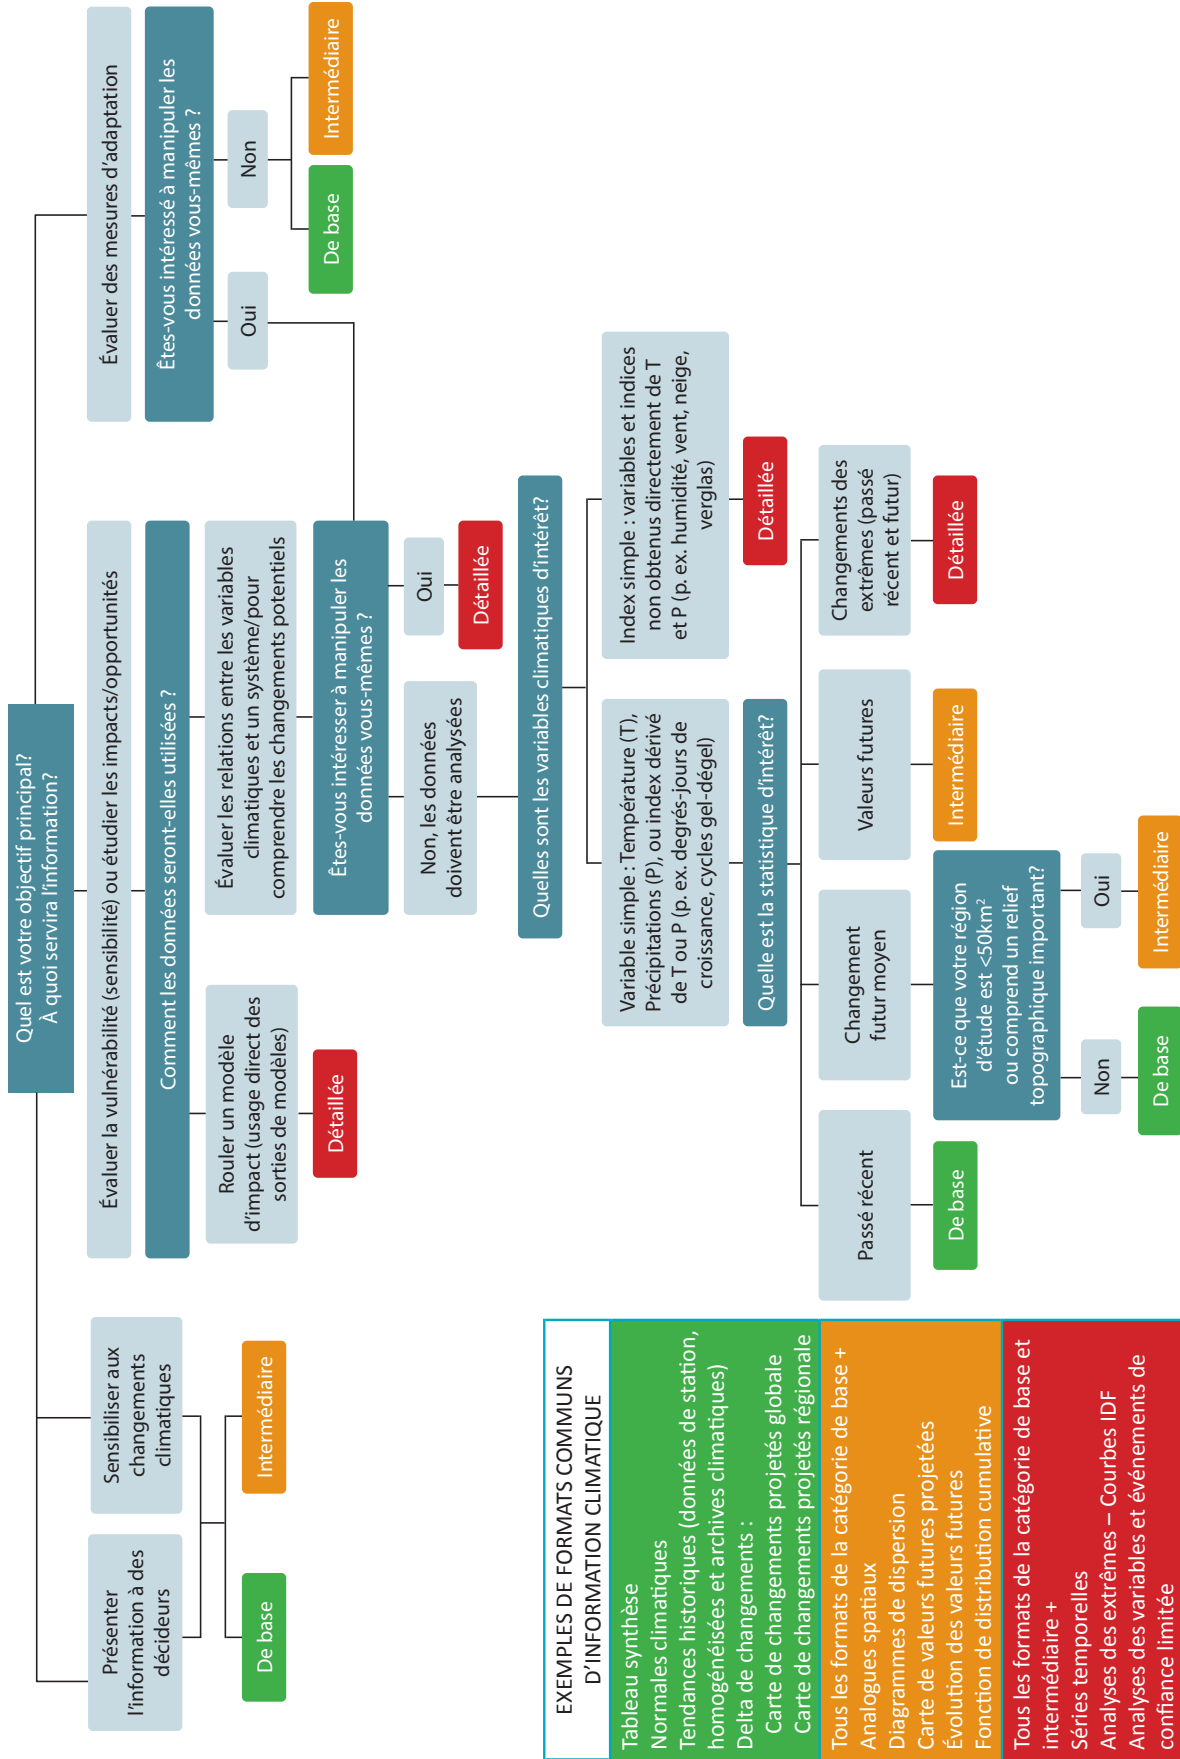 Quel est votre objectif principal?
À quoi servira l'information?
Présenter
l'information à des
décideurs
Sensibiliser aux
changements
climatiques
De base
Intermédiaire
Évaluer la vulnérabilité (sensibilité) ou étudier les impacts/opportunités
Comment les données seront-elles utilisées ?
Rouler un modèle
d'impact (usage direct des
sorties de modèles)
Détaillée
Évaluer les relations entre les variables
climatiques et un système/pour
comprendre les changements potentiels
Êtes-vous intéresser à manipuler les
données vous-mêmes ?
Non, les données
doivent être analysées
Oui
Détaillée
Évaluer des mesures d'adaptation
Êtes-vous intéressé à manipuler les
données vous-mêmes ?
Oui
Non
De base
Intermédiaire
Quelles sont les variables climatiques d'intérêt?
Variable simple : Température (T),
Précipitations (P), ou index dérivé
de T ou P (p. ex. degrés-jours de
croissance, cycles gel-dégel)
Index simple : variables et indices
non obtenus directement de T
et P (p. ex. humidité, vent, neige,
verglas)
Détaillée
Quelle est la statistique d'intérêt?
Passé récent
De base
Changement
futur moyen
Est-ce que votre région
d'étude est <50km²
ou comprend un relief
topographique important?
Non
De base
Oui
Intermédiaire
Valeurs futures
Intermédiaire
Changements des
extrêmes (passé
récent et futur)
Détaillée
EXEMPLES DE FORMATS COMMUNS
D'INFORMATION CLIMATIQUE
Tableau synthèse
Normales climatiques
Tendances historiques (données de station,
homogénéisées et archives climatiques)
Delta de changements :
Carte de changements projetés globale
Carte de changements projetés régionale
Tous les formats de la catégorie de base +
Analogues spatiaux
Diagrammes de dispersion
Carte de valeurs futures projetées
Évolution des valeurs futures
Fonction de distribution cumulative
Tous les formats de la catégorie de base et
intermédiaire +
Séries temporelles
Analyses des extrêmes – Courbes IDF
Analyses des variables et événements de
confiance limitée